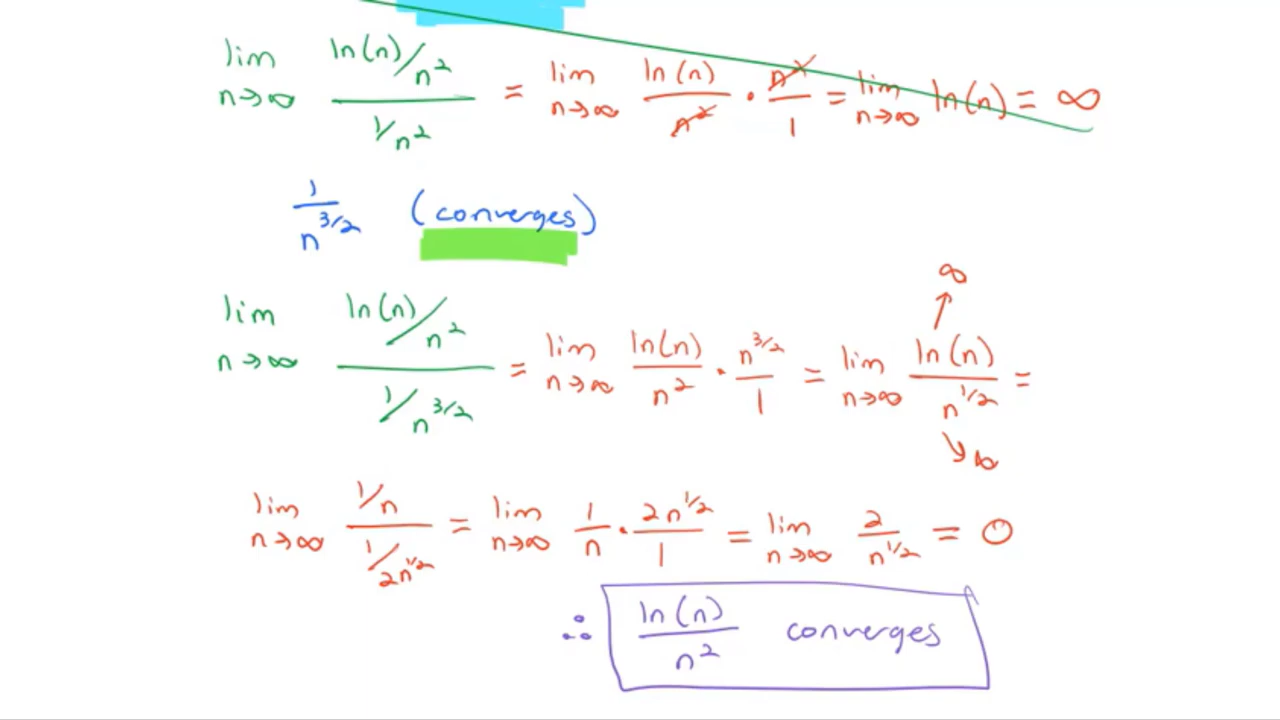 lim n→∞ (ln(n)/n²)/(1/n²) = lim n→∞ ln(n)/n² · n²/1 = lim n→∞ ln(n) = ∞
1/n^(3/2) (converges)
lim n→∞ (ln(n)/n²)/(1/n^(3/2)) = lim n→∞ ln(n)/n² · n^(3/2)/1 = lim n→∞ ln(n)/n^(1/2) =
↑ ∞
↘ ∞
lim n→∞ (1/n)/(1/2n^(1/2)) = lim n→∞ 1/n · 2n^(1/2)/1 = lim n→∞ 2/n^(1/2) = 0
∴ ln(n)/n² converges